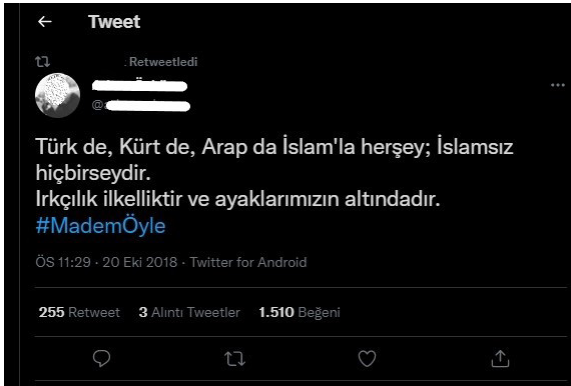 Tweet
Retweetledi
@
Türk de, Kürt de, Arap da İslam'la herşey; İslamsız
hiçbirseydir.
Irkçılık ilkelliktir ve ayaklarımızın altındadır.
#MademÖyle
ÖS 11:29 · 20 Eki 2018 · Twitter for Android
255 Retweet 3 Alıntı Tweetler 1.510 Beğeni